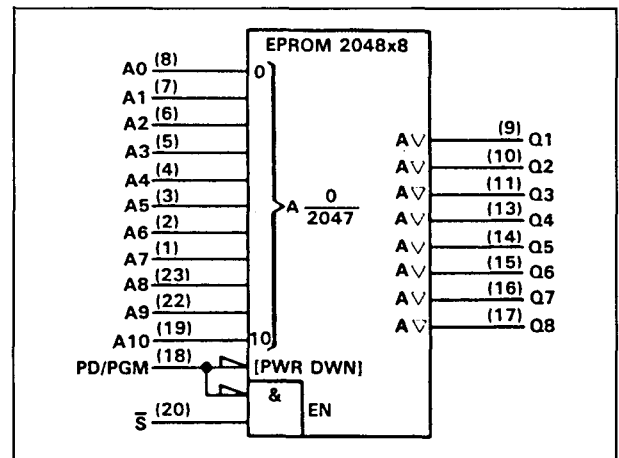 EPROM 2048x8
A0 (8) 0
A1 (7)
A2 (6)
A3 (5)
A4 (4)
A5 (3)
A6 (2)
A7 (1)
A8 (23)
A9 (22)
A10 (19) 10
A 0
2047
PD/PGM (18) [PWR DWN]
&
EN
S̅ (20)
A▽ (9) Q1
A▽ (10) Q2
A▽ (11) Q3
A▽ (13) Q4
A▽ (14) Q5
A▽ (15) Q6
A▽ (16) Q7
A▽ (17) Q8